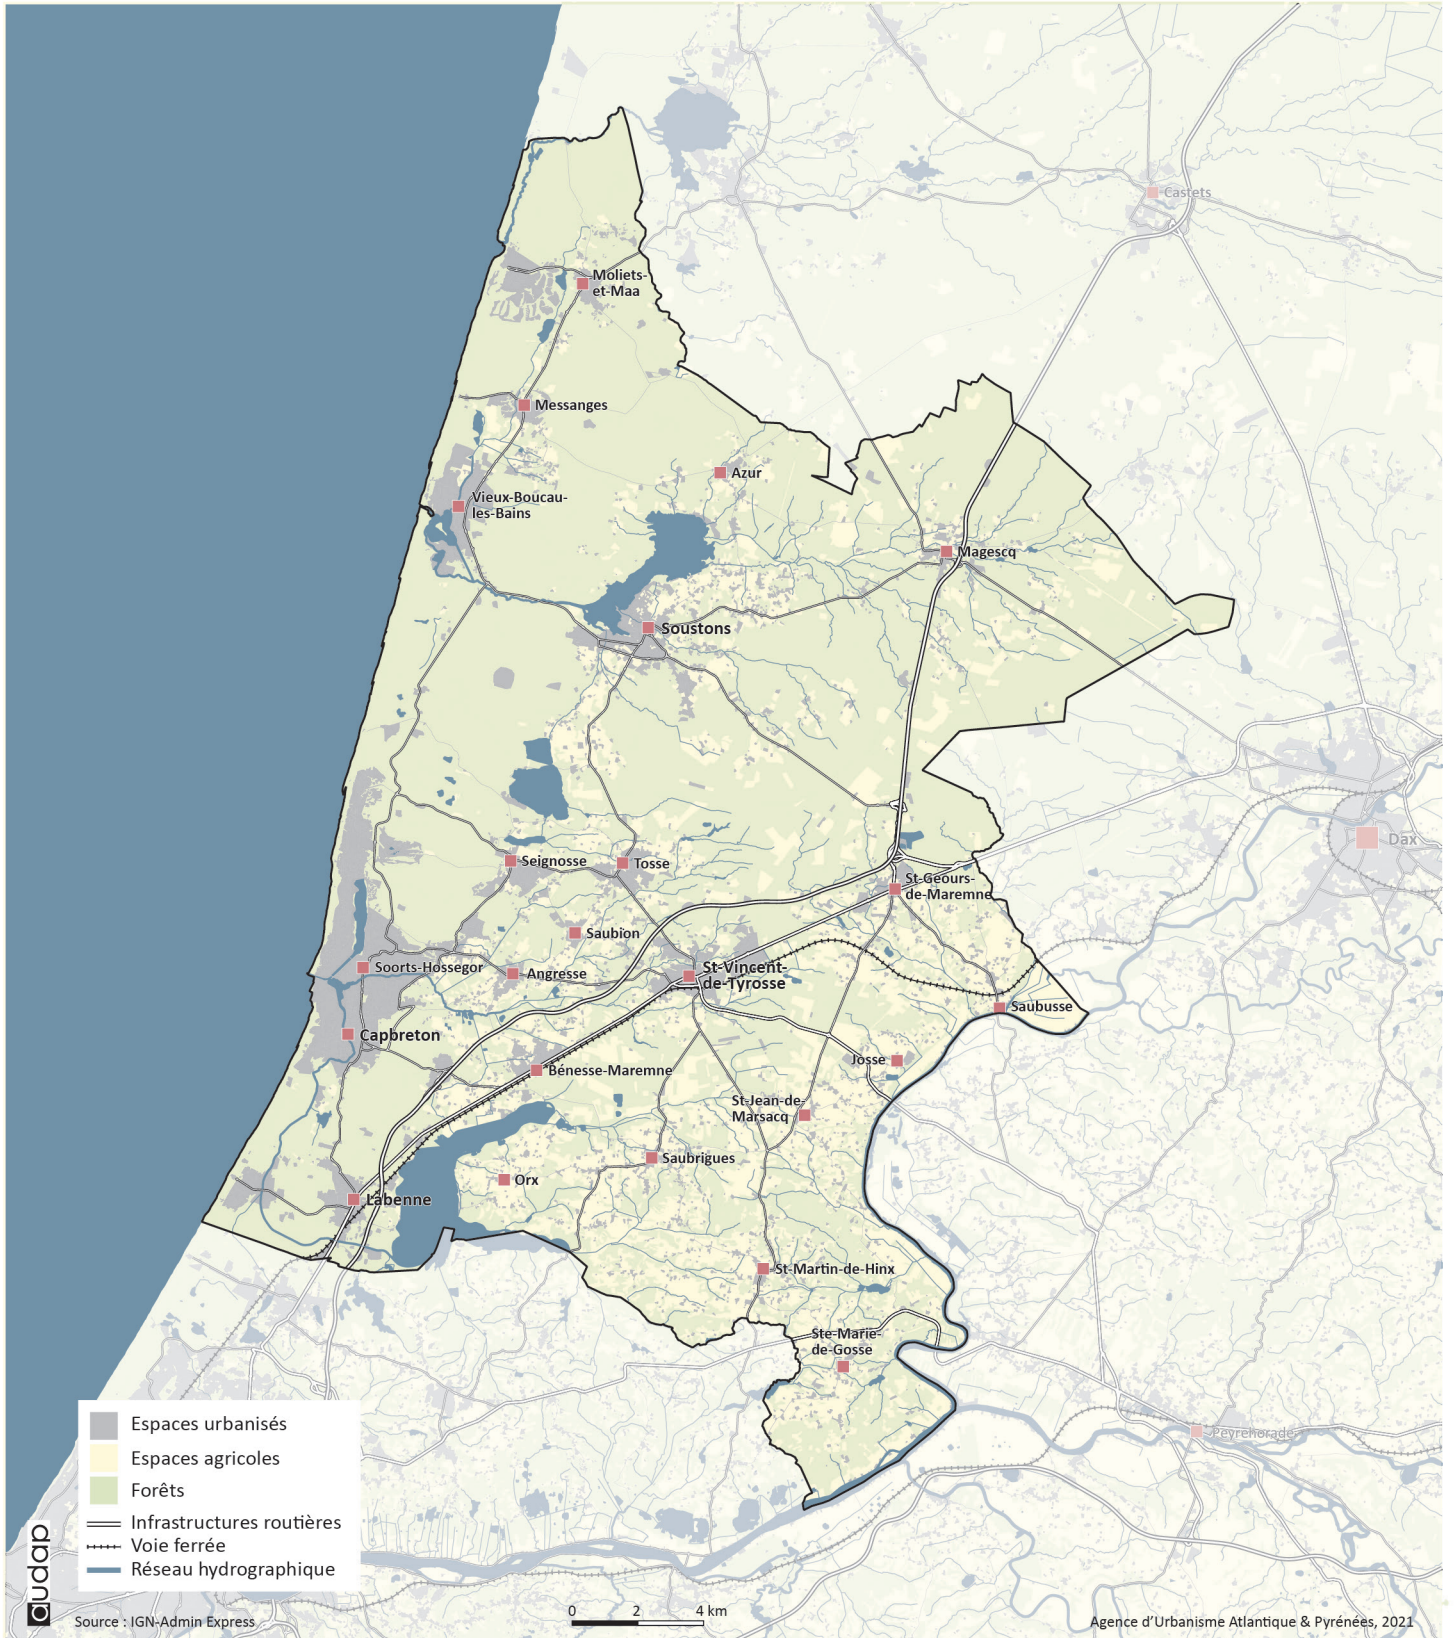 Castets
Moliets-
et-Maa
Messanges
Azur
Vieux-Boucau-
les-Bains
Magescq
Soustons
Dax
Seignosse
Tosse
St-Geours-
de-Maremne
Saubion
Soorts-Hossegor
Angresse
St-Vincent-
de-Tyrosse
Saubusse
Capbreton
Josse
Bénesse-Maremne
St-Jean-de-
Marsacq
Saubrigues
Orx
Labenne
St-Martin-de-Hinx
Ste-Marie-
de-Gosse
Peyrehorade
Espaces urbanisés
Espaces agricoles
Forêts
Infrastructures routières
Voie ferrée
Réseau hydrographique
audap
Source : IGN-Admin Express
0 2 4 km
Agence d'Urbanisme Atlantique & Pyrénées, 2021